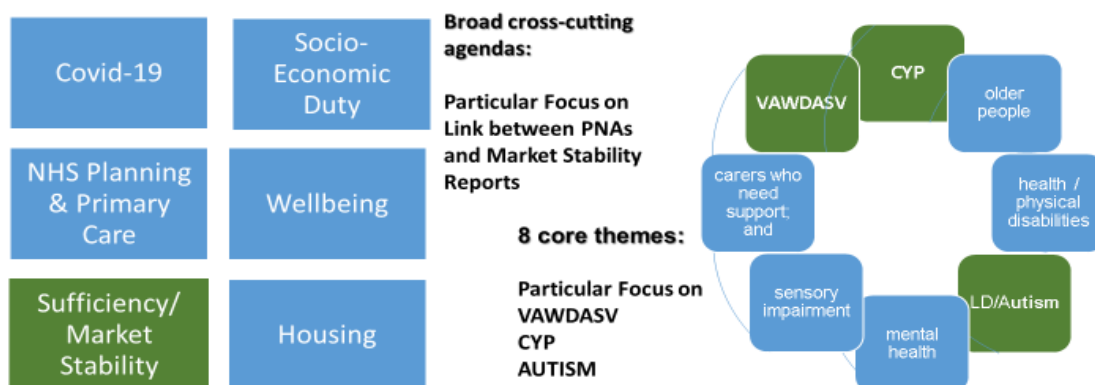 Covid-19
Socio-
Economic
Duty
NHS Planning
& Primary
Care
Wellbeing
Sufficiency/
Market
Stability
Housing
Broad cross-cutting
agendas:
Particular Focus on
Link between PNAs
and Market Stability
Reports
8 core themes:
Particular Focus on
VAWDASV
CYP
AUTISM
CYP
older
people
health /
physical
disabilities
LD/Autism
mental
health
sensory
impairment
carers who
need
support;
and
VAWDASV